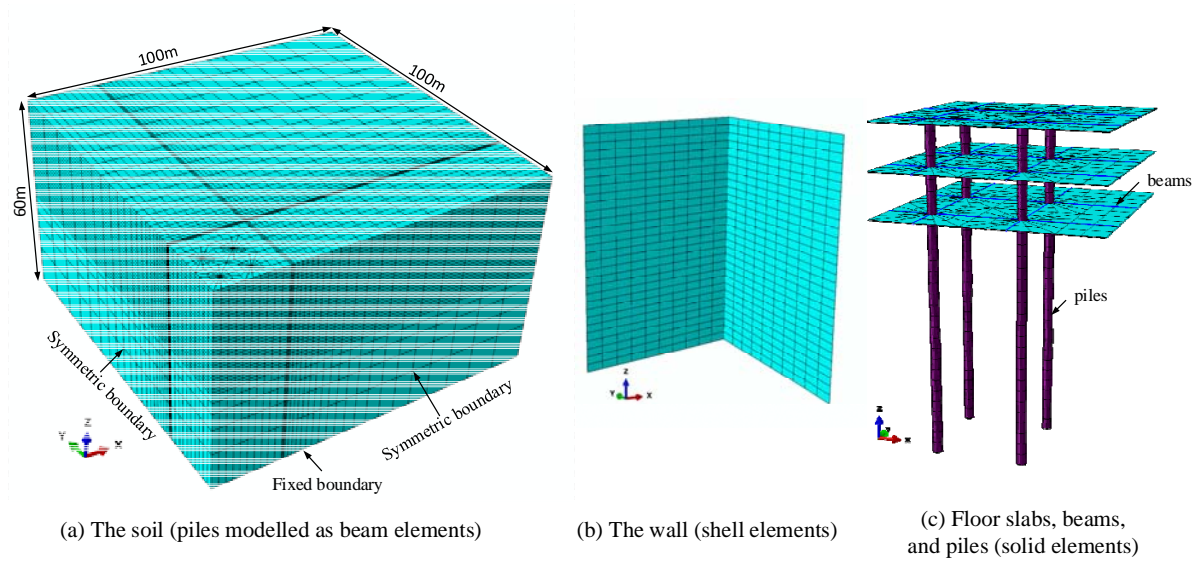 100m
100m
60m
Symmetric boundary
Symmetric boundary
Fixed boundary
Z
Y
X
(a) The soil (piles modelled as beam elements)
Z
Y
X
(b) The wall (shell elements)
beams
piles
Z
Y
X
(c) Floor slabs, beams,
and piles (solid elements)